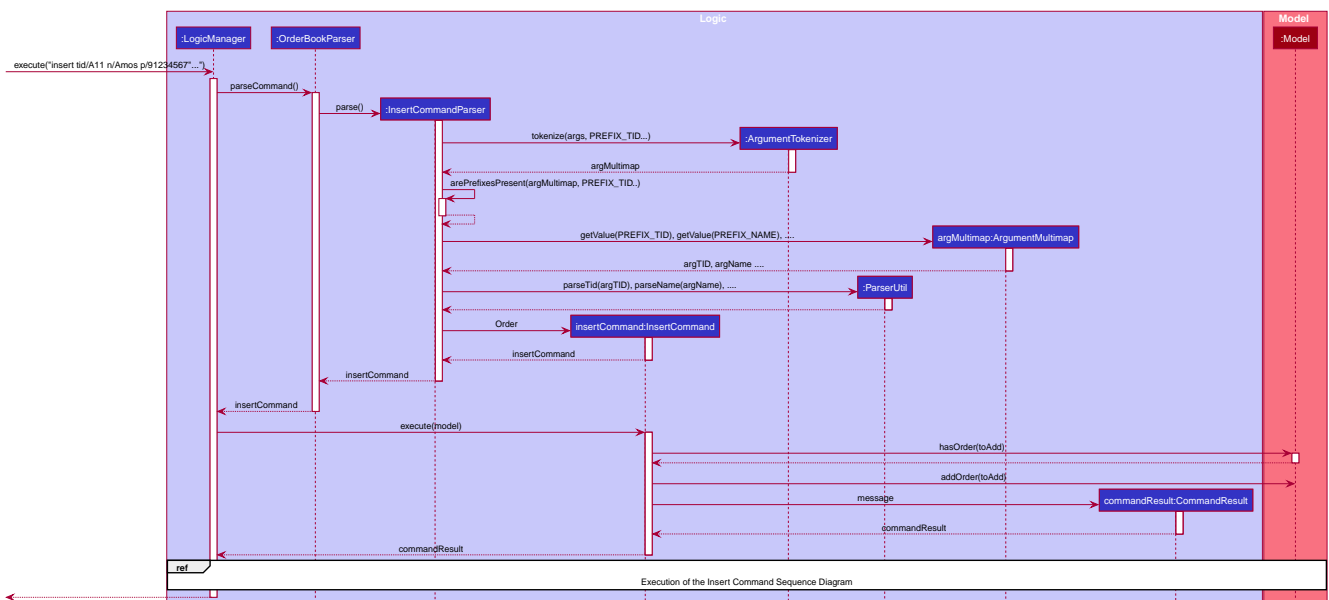 Logic
Model
:LogicManager
:OrderBookParser
:Model
execute("insert tid/A11 n/Amos p/91234567"...")
parseCommand()
parse()
:InsertCommandParser
tokenize(args, PREFIX_TID...)
:ArgumentTokenizer
argMultimap
arePrefixesPresent(argMultimap, PREFIX_TID..)
getValue(PREFIX_TID), getValue(PREFIX_NAME), ....
argMultimap:ArgumentMultimap
argTID, argName ....
parseTid(argTID), parseName(argName), ....
:ParserUtil
Order
insertCommand:InsertCommand
insertCommand
insertCommand
insertCommand
execute(model)
hasOrder(toAdd)
addOrder(toAdd)
message
commandResult:CommandResult
commandResult
commandResult
ref
Execution of the Insert Command Sequence Diagram